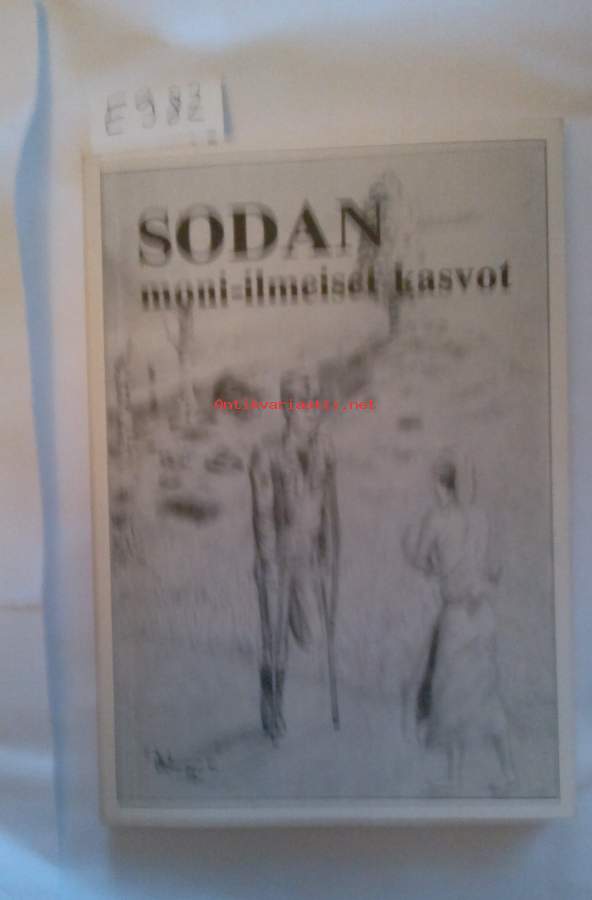 E982
SODAN
moni-ilmeiset kasvot
Antikvariaatti.net